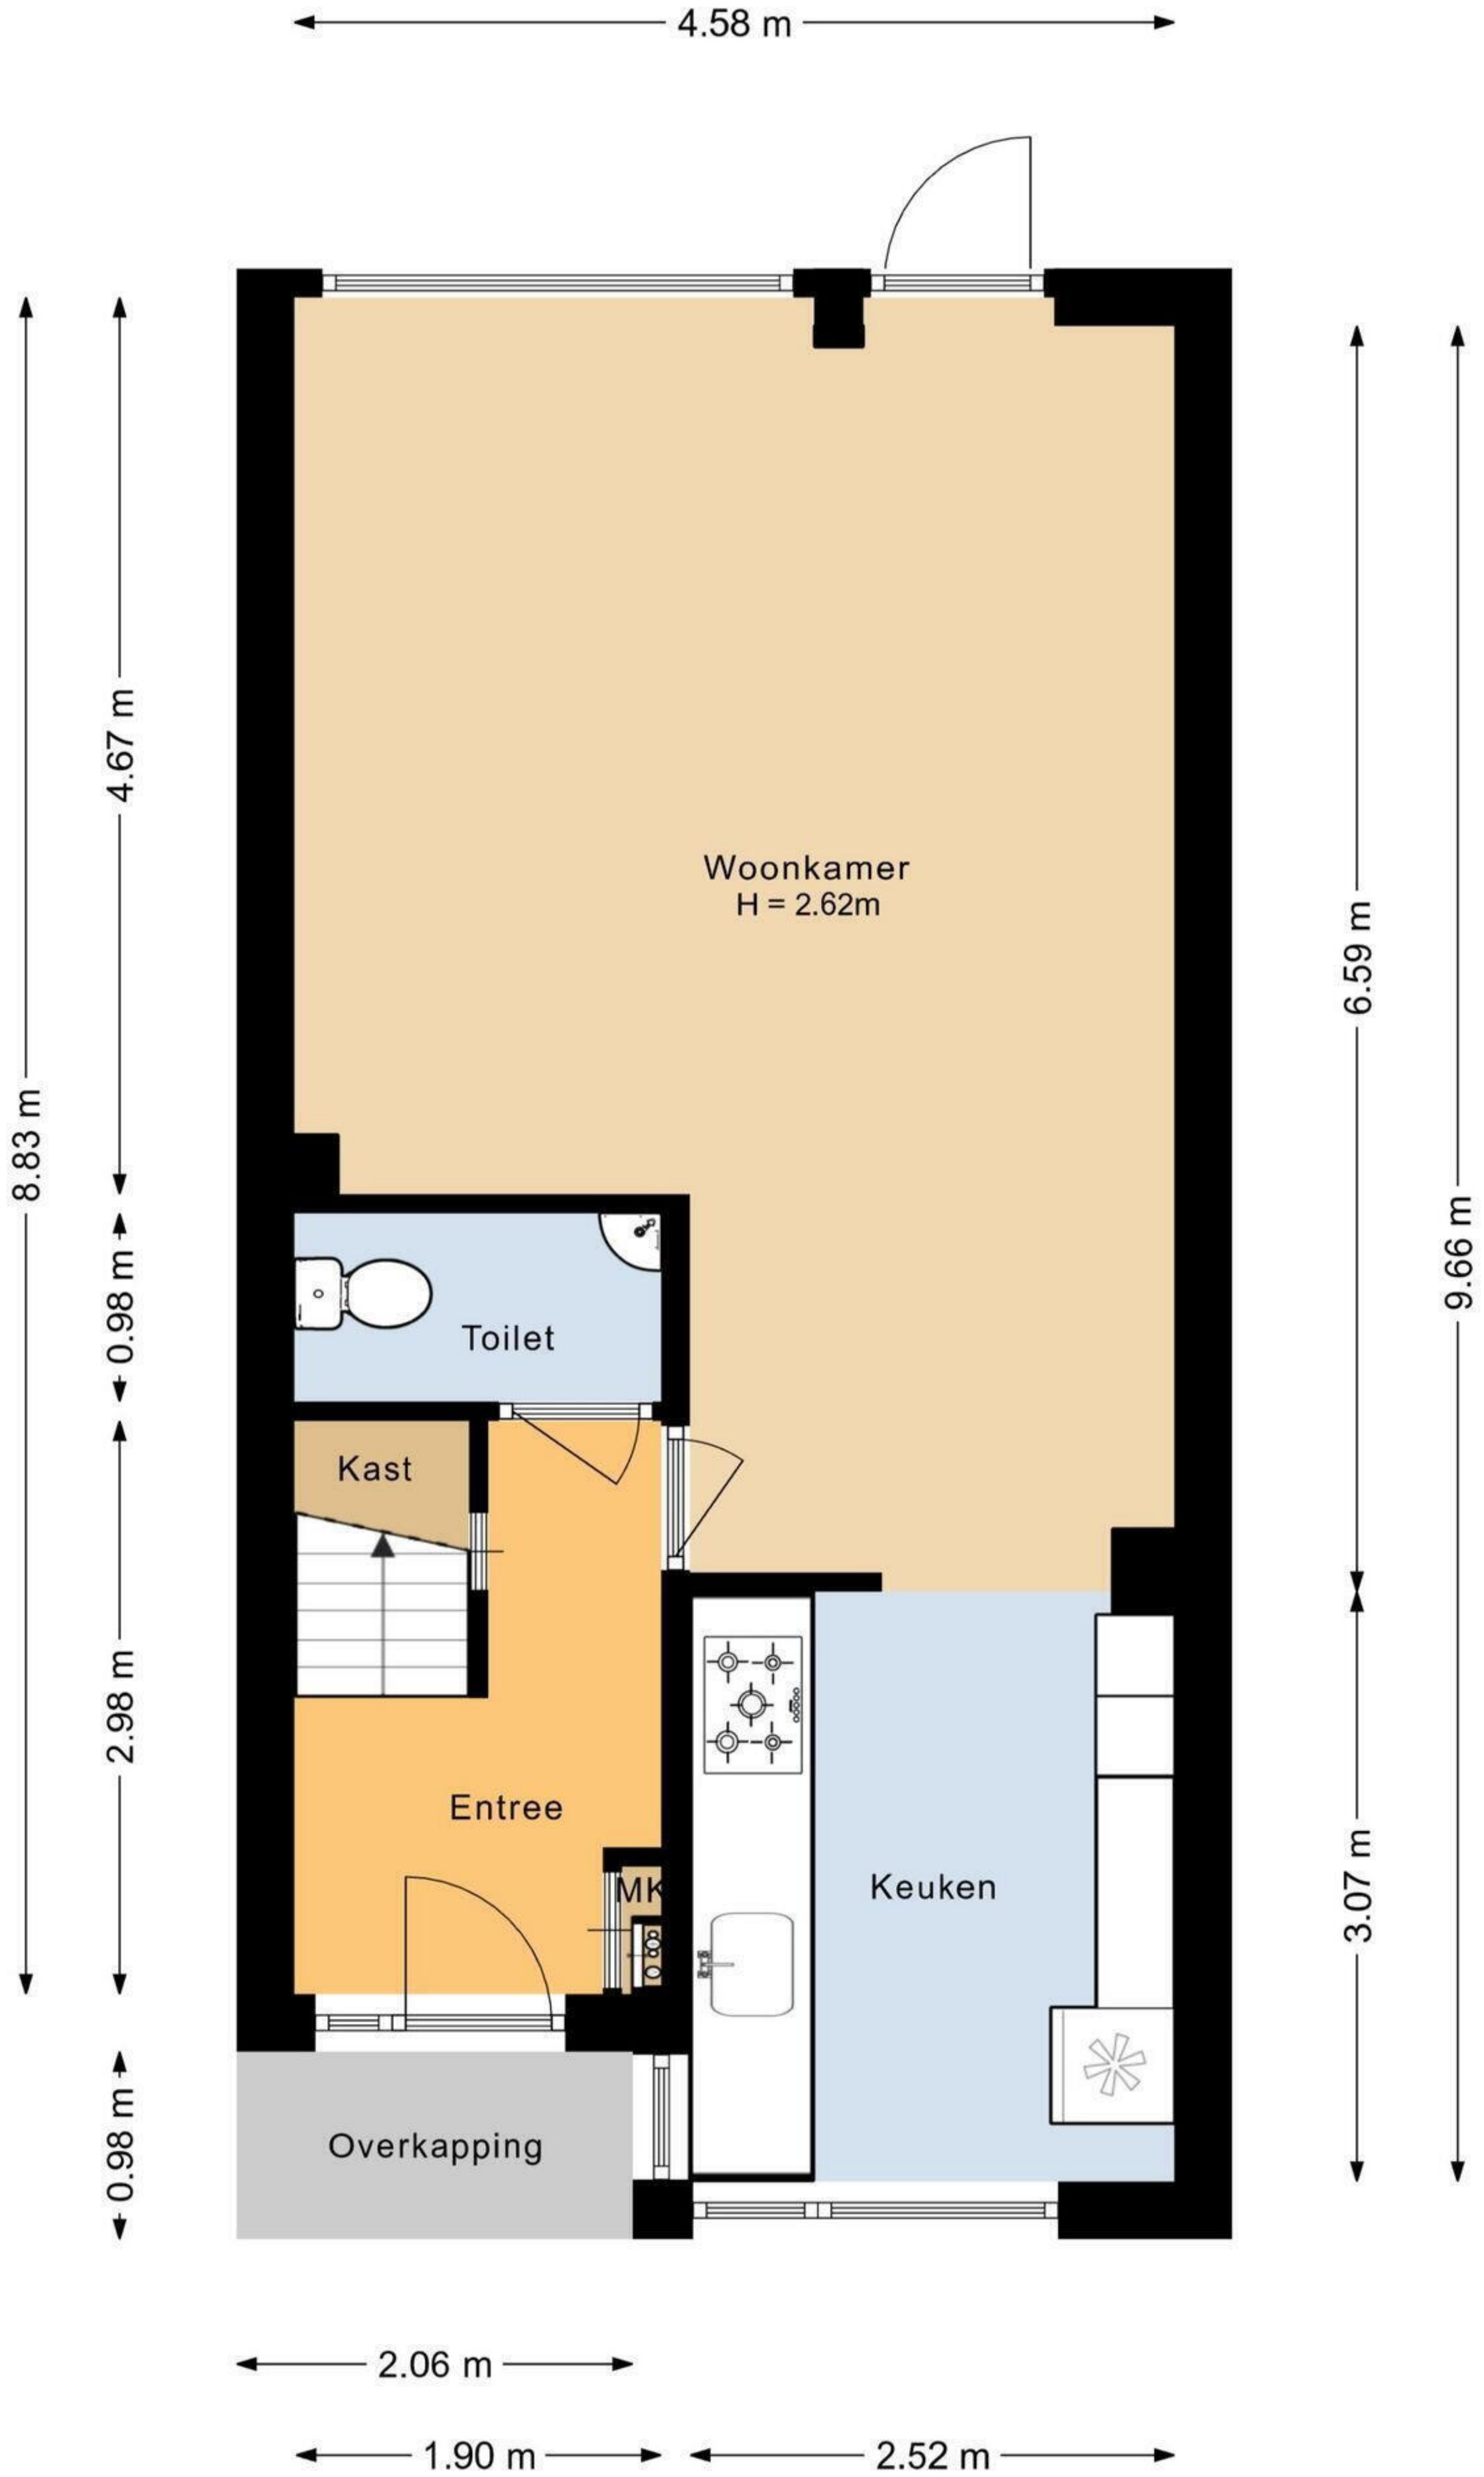 4.58 m
4.67 m
8.83 m
Woonkamer
H = 2.62m
6.59 m
9.66 m
0.98 m
Toilet
Kast
2.98 m
Entree
MK
Keuken
3.07 m
0.98 m
Overkapping
2.06 m
1.90 m
2.52 m